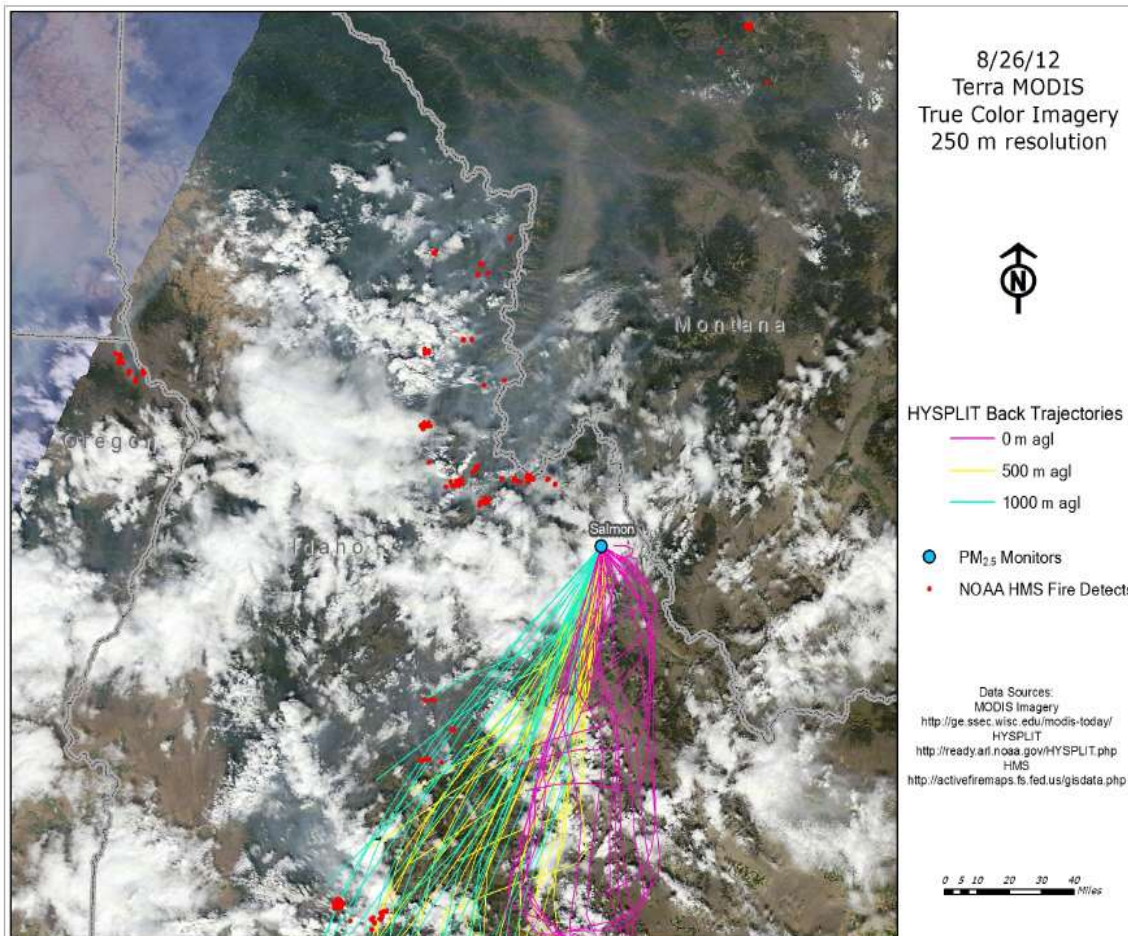 8/26/12
Terra MODIS
True Color Imagery
250 m resolution
N
Montana
Oregon
Idaho
Salmon
HYSPLIT Back Trajectories
0 m agl
500 m agl
1000 m agl
PM2.5 Monitors
NOAA HMS Fire Detects
Data Sources:
MODIS Imagery
http://ge.ssec.wisc.edu/modis-today/
HYSPLIT
http://ready.arl.noaa.gov/HYSPLIT.php
HMS
http://activefiremaps.fs.fed.us/gisdata.php
0 5 10 20 30 40
Miles